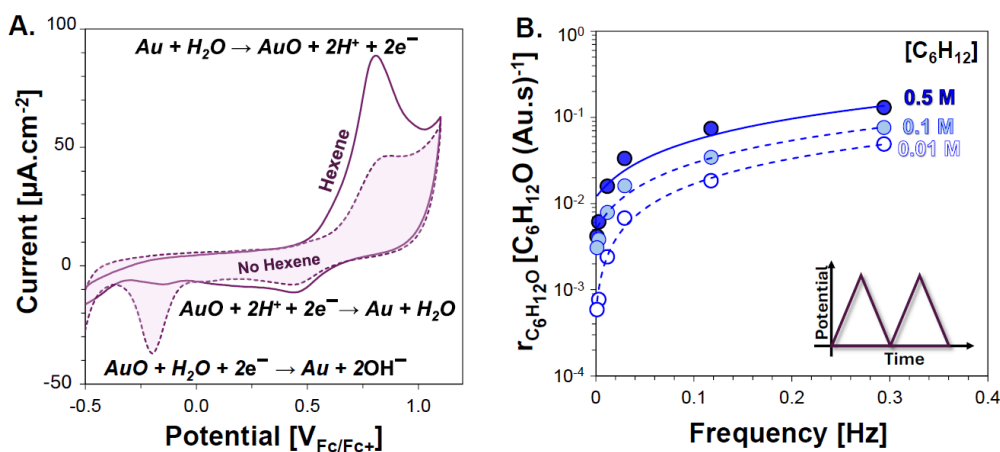 A.
Au + H₂O → AuO + 2H⁺ + 2e⁻
Hexene
No Hexene
AuO + 2H⁺ + 2e⁻ → Au + H₂O
AuO + H₂O + 2e⁻ → Au + 2OH⁻
Current [µA.cm⁻²]
100
50
0
-50
-0.5
0.0
0.5
1.0
Potential [V_Fc/Fc+]
B.
[C₆H₁₂]
0.5 M
0.1 M
0.01 M
r_C₆H₁₂O [C₆H₁₂O (Au.s)⁻¹]
10⁰
10⁻¹
10⁻²
10⁻³
10⁻⁴
0
0.1
0.2
0.3
0.4
Frequency [Hz]
Potential
Time